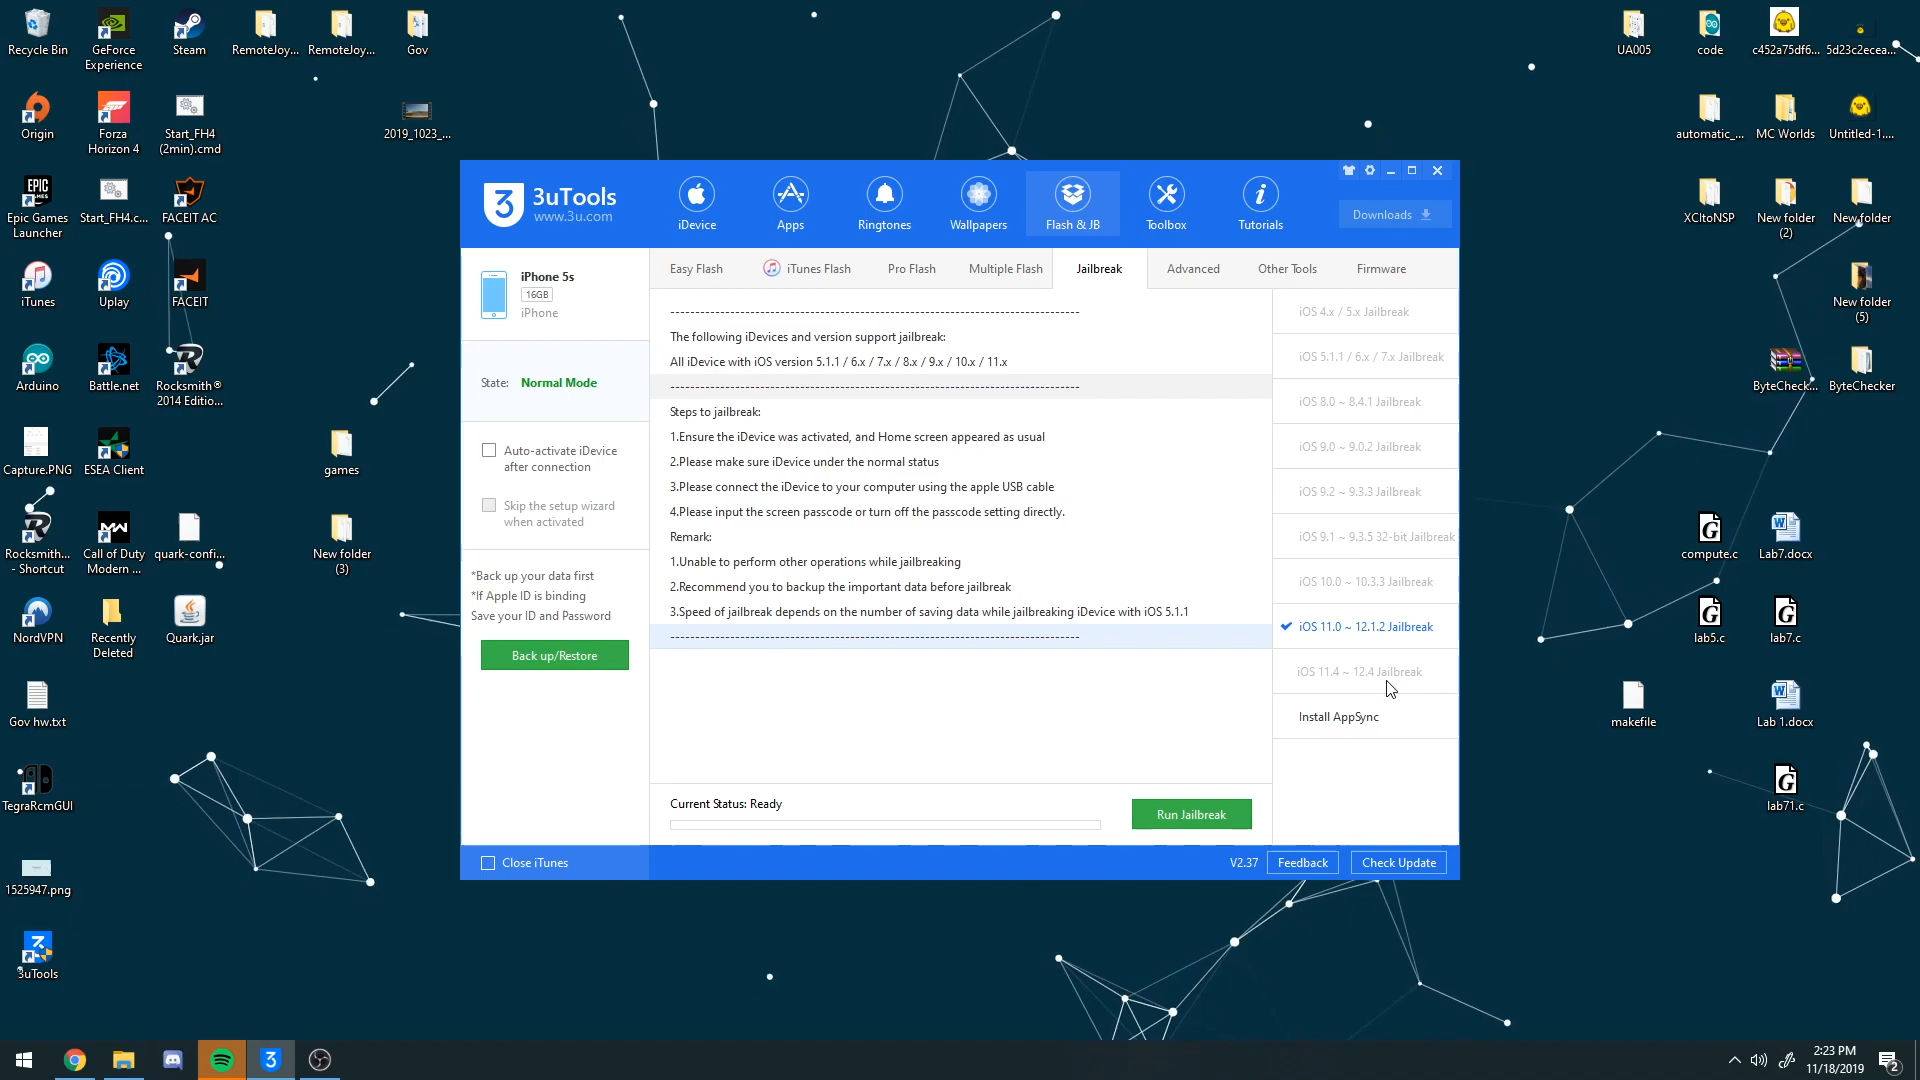 Recycle Bin
GeForce
Experience
Steam
RemoteJoy...
RemoteJoy...
Gov
Origin
Forza
Horizon 4
Start_FH4
(2min).cmd
2019_1023_...
Epic Games
Launcher
Start_FH4.c...
FACEIT AC
iTunes
Uplay
FACEIT
Arduino
Battle.net
Rocksmith®
2014 Editio...
Capture.PNG
ESEA Client
games
Rocksmith...
- Shortcut
Call of Duty
Modern ...
quark-confi...
New folder
(3)
NordVPN
Recently
Deleted
Quark.jar
Gov hw.txt
TegraRcmGUI
1525947.png
3uTools
3
3uTools
www.3u.com
iDevice
Apps
Ringtones
Wallpapers
Flash & JB
Toolbox
Tutorials
Downloads
iPhone 5s
16GB
iPhone
State: Normal Mode
Auto-activate iDevice
after connection
Skip the setup wizard
when activated
*Back up your data first
*If Apple ID is binding
Save your ID and Password
Back up/Restore
Easy Flash
iTunes Flash
Pro Flash
Multiple Flash
Jailbreak
Advanced
Other Tools
Firmware
----------------------------------------------------------------------------------
The following iDevices and version support jailbreak:
All iDevice with iOS version 5.1.1 / 6.x / 7.x / 8.x / 9.x / 10.x / 11.x
----------------------------------------------------------------------------------
Steps to jailbreak:
1.Ensure the iDevice was activated, and Home screen appeared as usual
2.Please make sure iDevice under the normal status
3.Please connect the iDevice to your computer using the apple USB cable
4.Please input the screen passcode or turn off the passcode setting directly.
Remark:
1.Unable to perform other operations while jailbreaking
2.Recommend you to backup the important data before jailbreak
3.Speed of jailbreak depends on the number of saving data while jailbreaking iDevice with iOS 5.1.1
----------------------------------------------------------------------------------
iOS 4.x / 5.x Jailbreak
iOS 5.1.1 / 6.x / 7.x Jailbreak
iOS 8.0 ~ 8.4.1 Jailbreak
iOS 9.0 ~ 9.0.2 Jailbreak
iOS 9.2 ~ 9.3.3 Jailbreak
iOS 9.1 ~ 9.3.5 32-bit Jailbreak
iOS 10.0 ~ 10.3.3 Jailbreak
iOS 11.0 ~ 12.1.2 Jailbreak
iOS 11.4 ~ 12.4 Jailbreak
Install AppSync
Current Status: Ready
Run Jailbreak
Close iTunes
V2.37
Feedback
Check Update
UA005
code
c452a75df6...
5d23c2ecea...
automatic_...
MC Worlds
Untitled-1....
XCItoNSP
New folder
(2)
New folder
New folder
(5)
ByteCheck...
ByteChecker
compute.c
Lab7.docx
lab5.c
lab7.c
makefile
Lab 1.docx
lab71.c
2:23 PM
11/18/2019
2